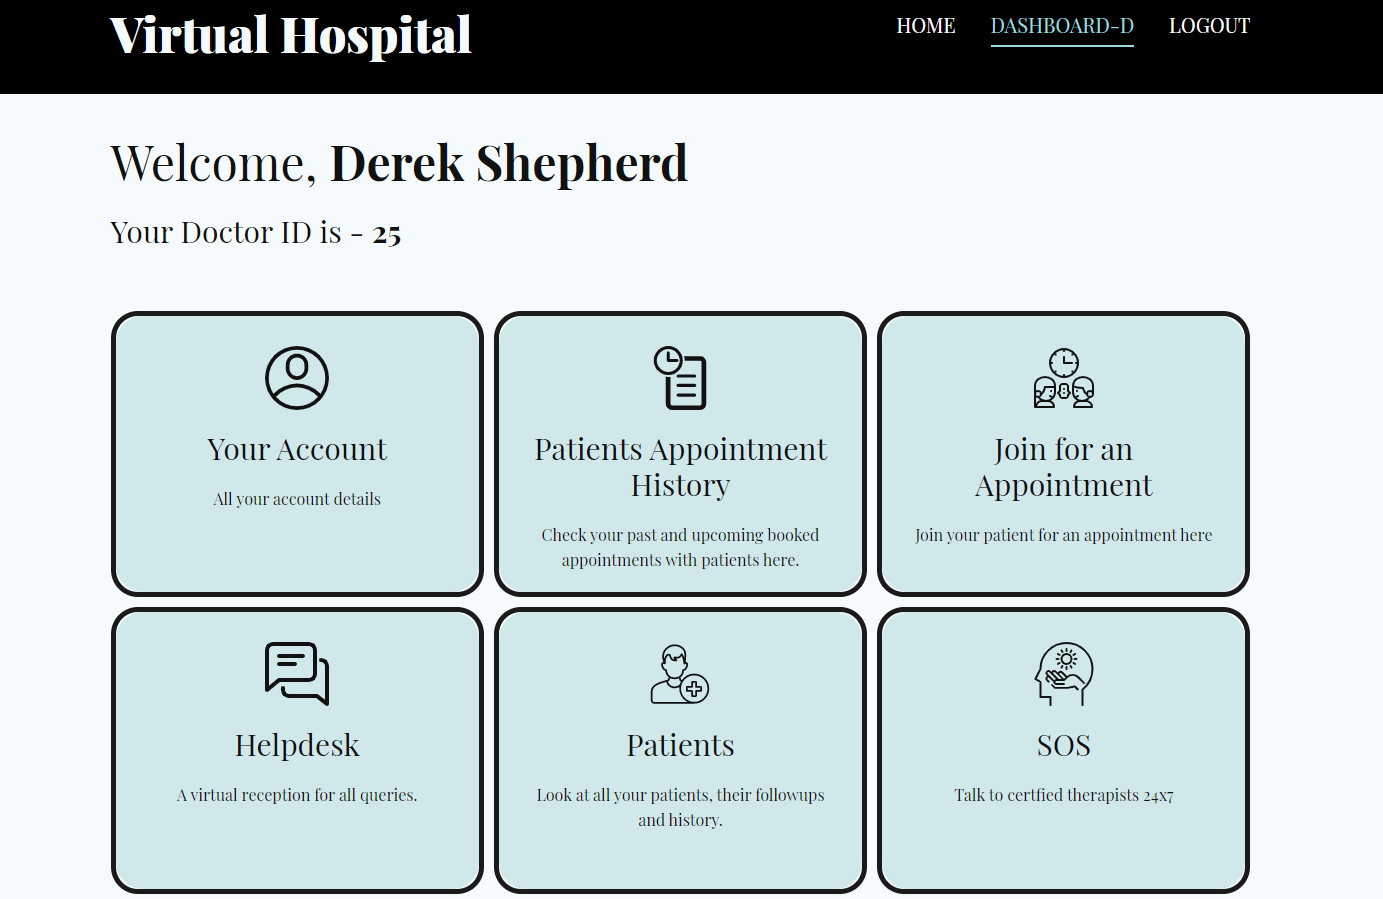 Virtual Hospital
HOME DASHBOARD-D LOGOUT
Welcome, Derek Shepherd
Your Doctor ID is - 25
Your Account
All your account details
Patients Appointment
History
Check your past and upcoming booked
appointments with patients here.
Join for an
Appointment
Join your patient for an appointment here
Helpdesk
A virtual reception for all queries.
Patients
Look at all your patients, their followups
and history.
SOS
Talk to certfied therapists 24x7